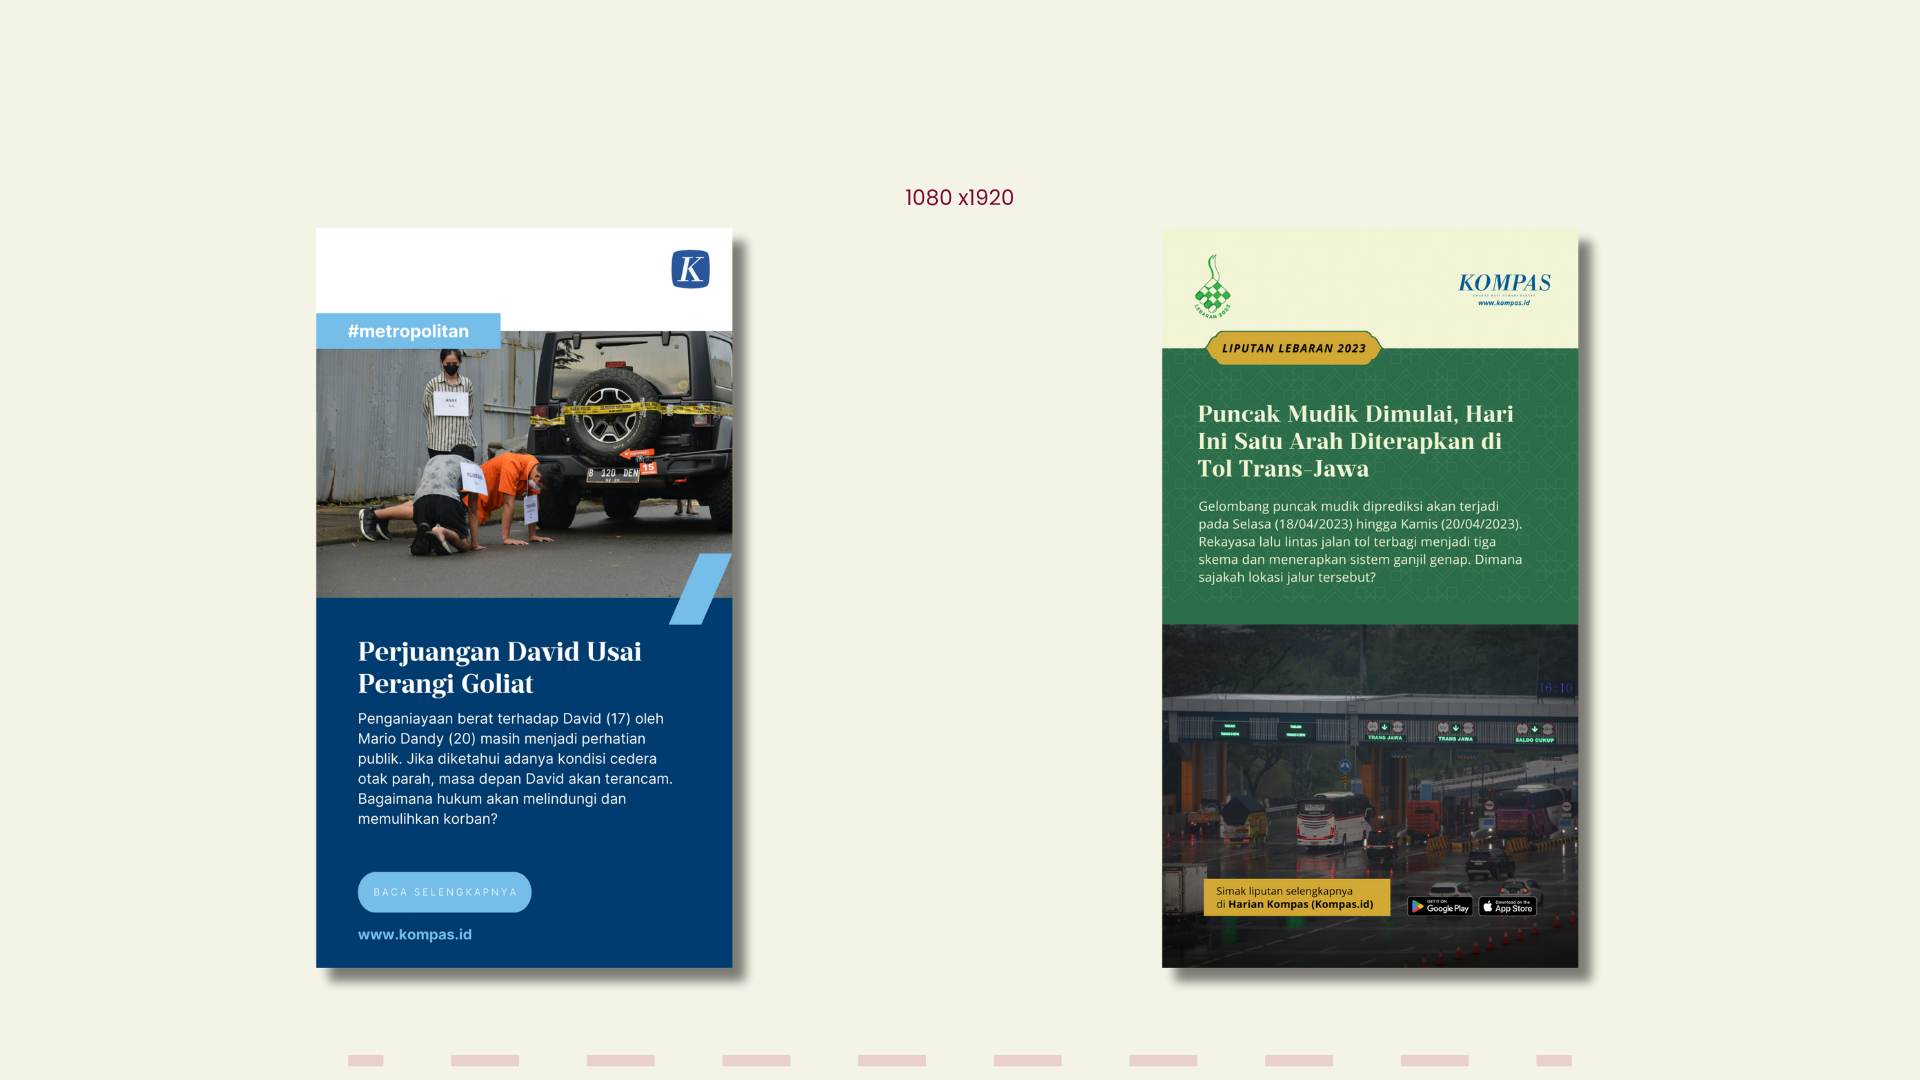 1080 x1920
K
#metropolitan
B 120 DEN
15
Perjuangan David Usai
Perangi Goliat
Penganiayaan berat terhadap David (17) oleh
Mario Dandy (20) masih menjadi perhatian
publik. Jika diketahui adanya kondisi cedera
otak parah, masa depan David akan terancam.
Bagaimana hukum akan melindungi dan
memulihkan korban?
BACA SELENGKAPNYA
www.kompas.id
LEBARAN 2023
KOMPAS
AMANAT HATI NURANI RAKYAT
www.kompas.id
LIPUTAN LEBARAN 2023
Puncak Mudik Dimulai, Hari
Ini Satu Arah Diterapkan di
Tol Trans-Jawa
Gelombang puncak mudik diprediksi akan terjadi
pada Selasa (18/04/2023) hingga Kamis (20/04/2023).
Rekayasa lalu lintas jalan tol terbagi menjadi tiga
skema dan menerapkan sistem ganjil genap. Dimana
sajakah lokasi jalur tersebut?
16:10
TRANS JAWA
TRANS JAWA
SALDO CUKUP
Simak liputan selengkapnya
di Harian Kompas (Kompas.id)
GET IT ON
Google Play
Download on the
App Store